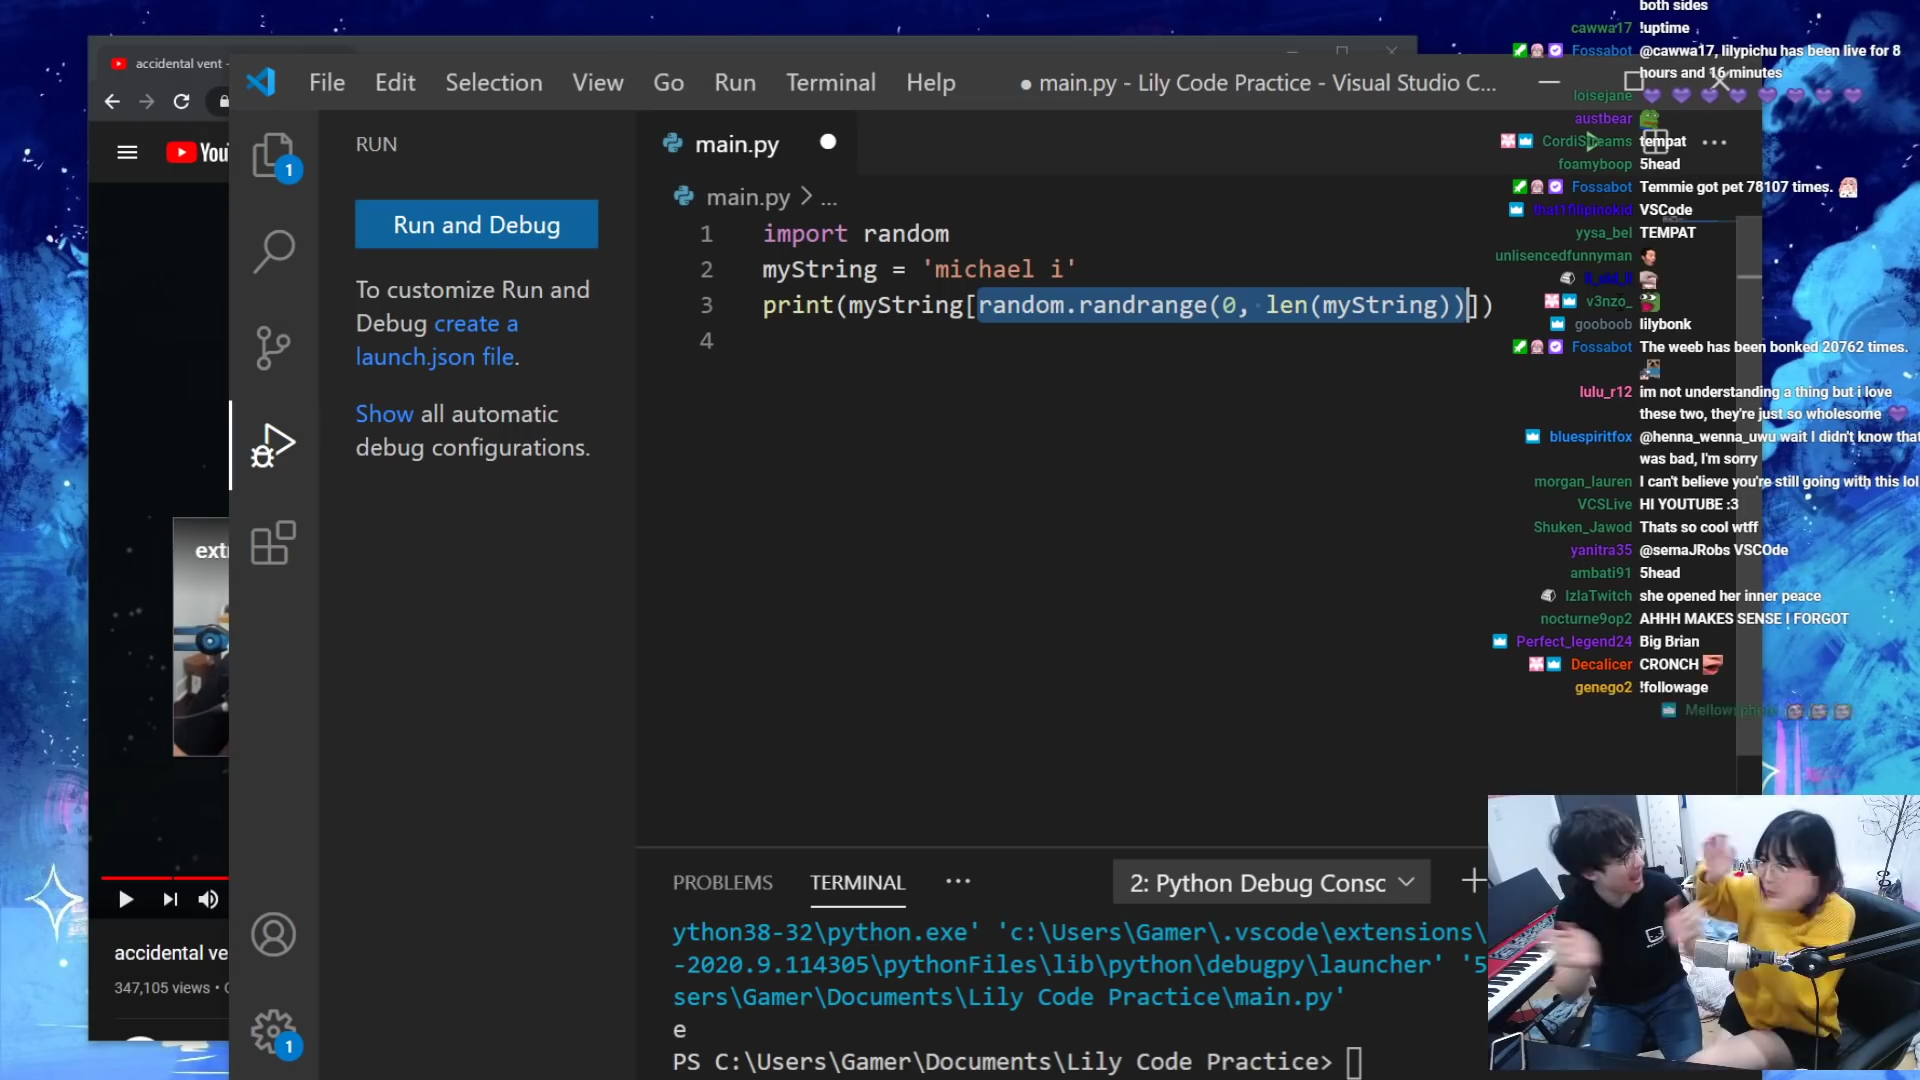 accidental vent -
You
ext
accidental ve
347,105 views •
File Edit Selection View Go Run Terminal Help
● main.py - Lily Code Practice - Visual Studio C...
RUN
Run and Debug
To customize Run and
Debug create a
launch.json file.
Show all automatic
debug configurations.
1
1
main.py
main.py > ...
1 import random
2 myString = 'michael i'
3 print(myString[random.randrange(0, len(myString))])
4
PROBLEMS TERMINAL ...
2: Python Debug Consc
ython38-32\python.exe' 'c:\Users\Gamer\.vscode\extensions\
-2020.9.114305\pythonFiles\lib\python\debugpy\launcher' '5
sers\Gamer\Documents\Lily Code Practice\main.py'
e
PS C:\Users\Gamer\Documents\Lily Code Practice>
both sides
cawwa17 !uptime
Fossabot @cawwa17, lilypichu has been live for 8
hours and 16 minutes
loisejane
austbear
CordiStreams tempat
foamyboop 5head
Fossabot Temmie got pet 78107 times.
that1filipinokid VSCode
yysa_bel TEMPAT
unlisencedfunnyman
v3nzo_
gooboob lilybonk
Fossabot The weeb has been bonked 20762 times.
lulu_r12 im not understanding a thing but i love
these two, they're just so wholesome
bluespiritfox @henna_wenna_uwu wait I didn't know that
was bad, I'm sorry
morgan_lauren I can't believe you're still going with this lol
VCSLive HI YOUTUBE :3
Shuken_Jawod Thats so cool wtff
yanitra35 @semaJRobs VSCOde
ambati91 5head
IzlaTwitch she opened her inner peace
nocturne9op2 AHHH MAKES SENSE I FORGOT
Perfect_legend24 Big Brian
Decalicer CRONCH
genego2 !followage
Mellowsphere